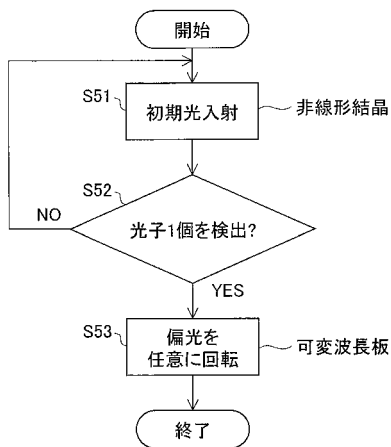 開始
S51
初期光入射
非線形結晶
S52
光子1個を検出?
NO
YES
S53
偏光を
任意に回転
可変波長板
終了